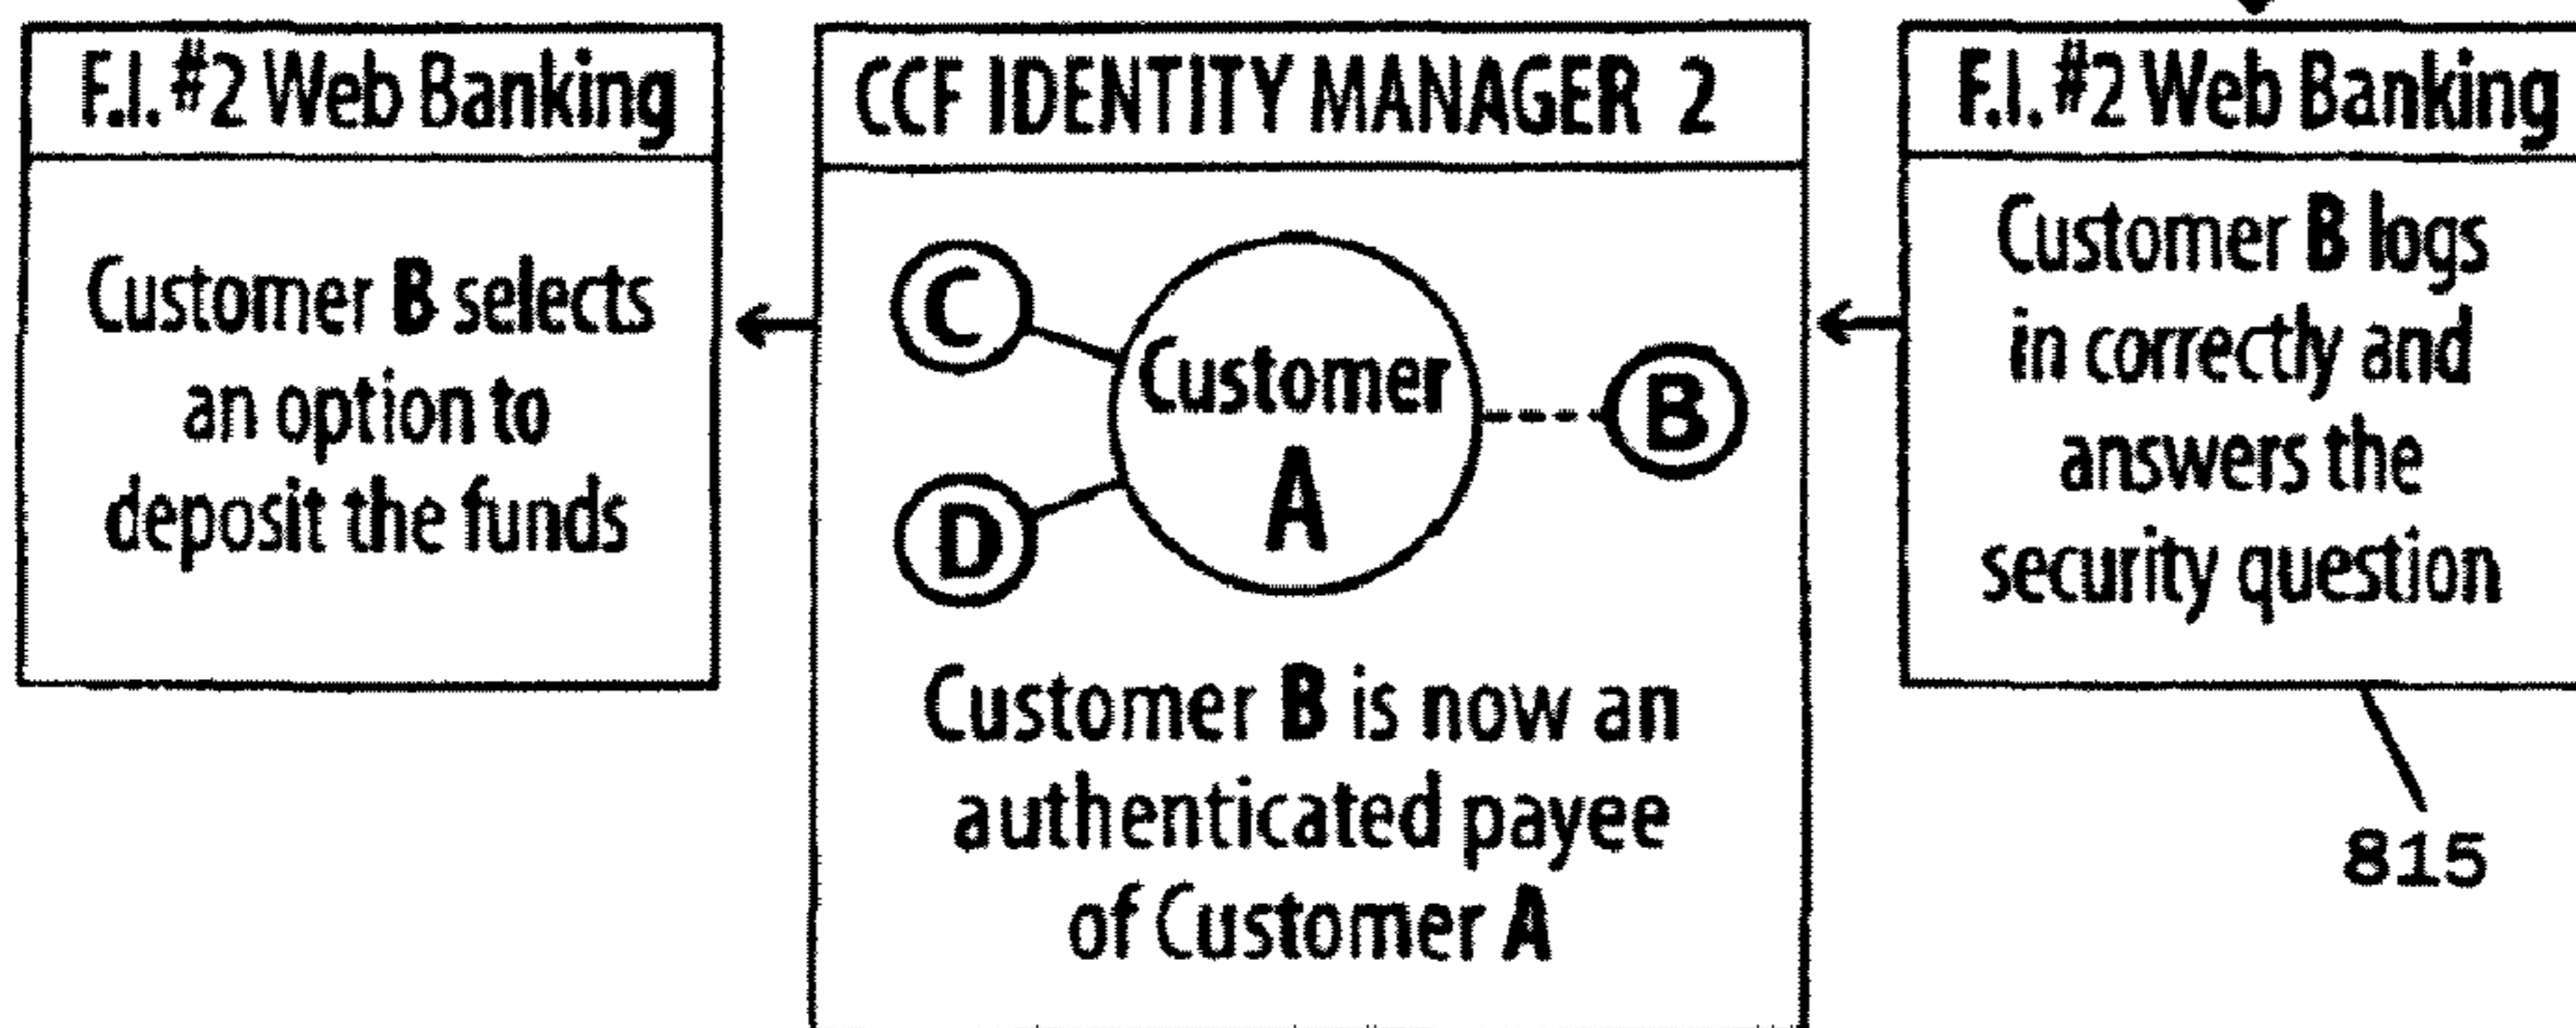 F.I. #2 Web Banking
Customer B selects
an option to
deposit the funds
CCF IDENTITY MANAGER 2
C
Customer
A
B
D
Customer B is now an
authenticated payee
of Customer A
F.I. #2 Web Banking
Customer B logs
in correctly and
answers the
security question
815